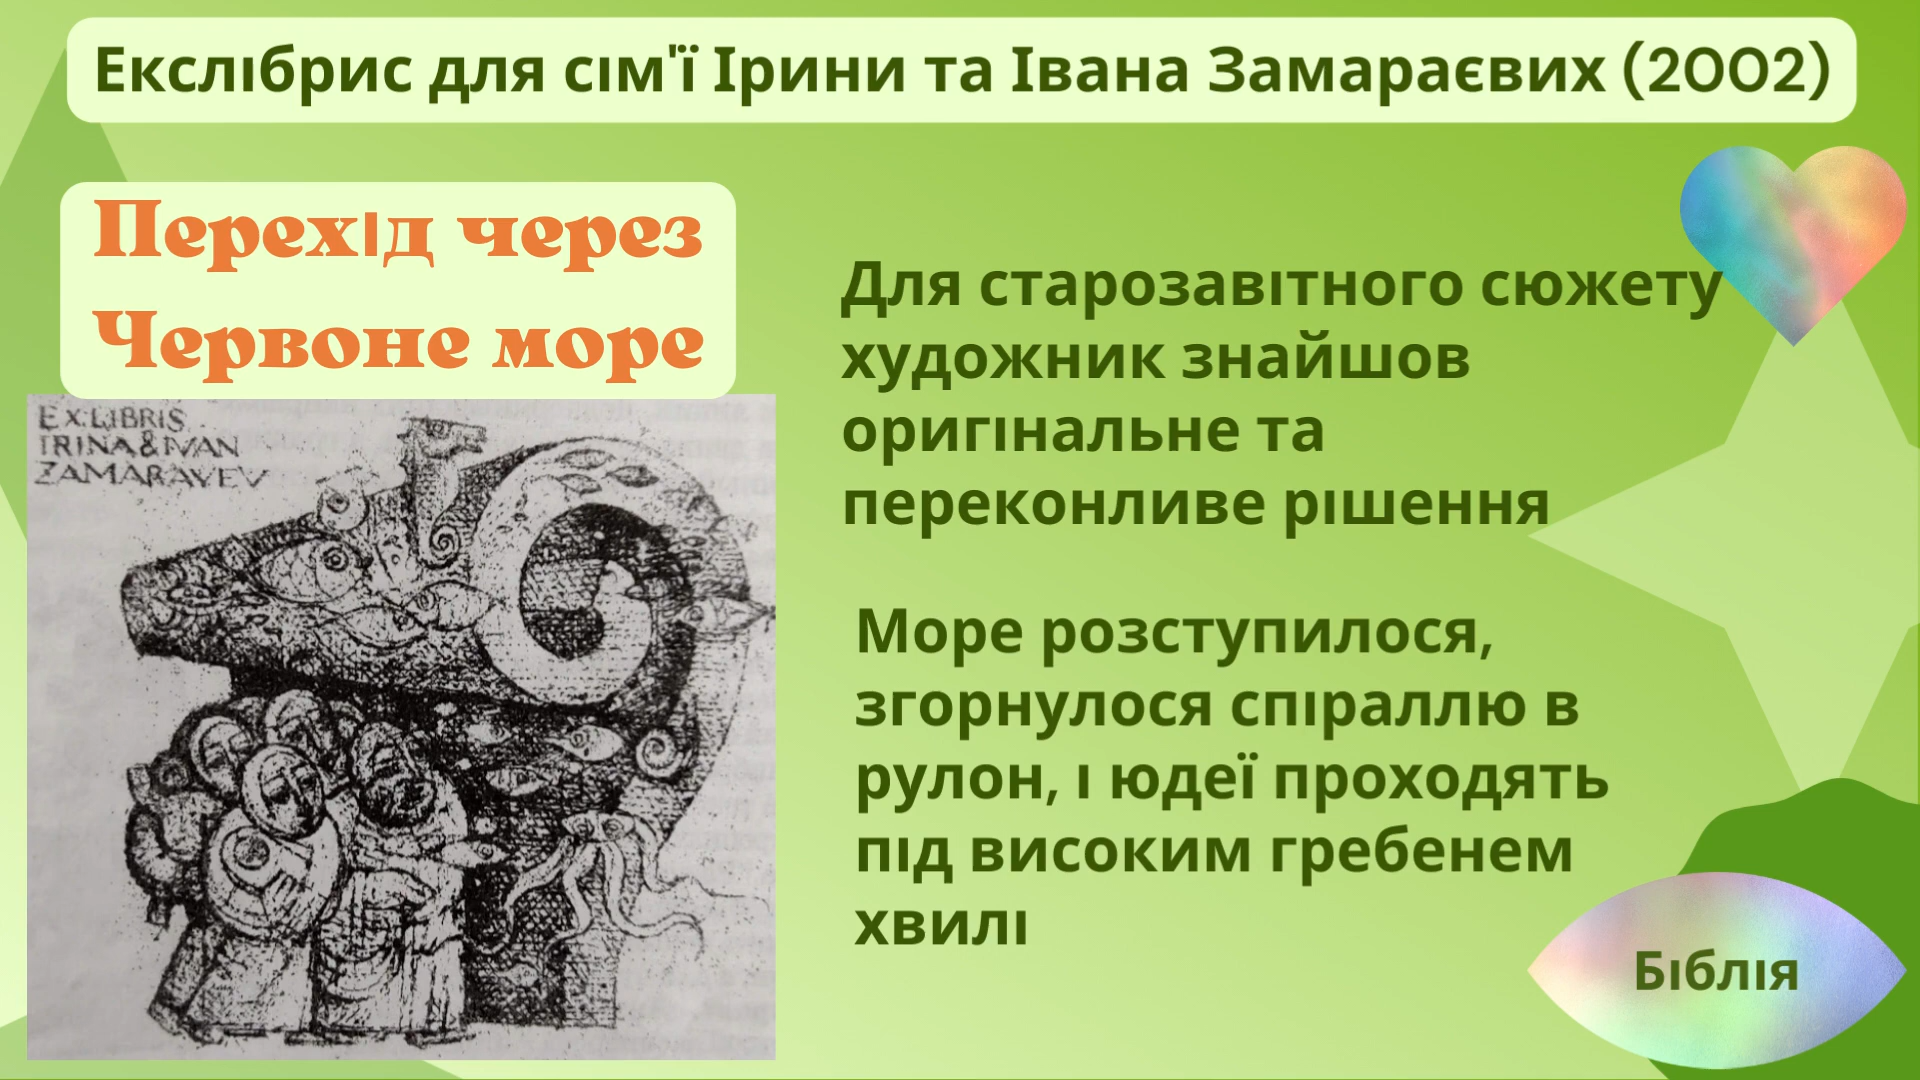 Екслібрис для сім'ї Ірини та Івана Замараєвих (2002)
Перехід через
Червоне море
EX.LIBRIS
IRINA & IVAN
ZAMARAYEV
Для старозавітного сюжету
художник знайшов
оригінальне та
переконливе рішення
Море розступилося,
згорнулося спіраллю в
рулон, і юдеї проходять
під високим гребенем
хвилі
Біблія